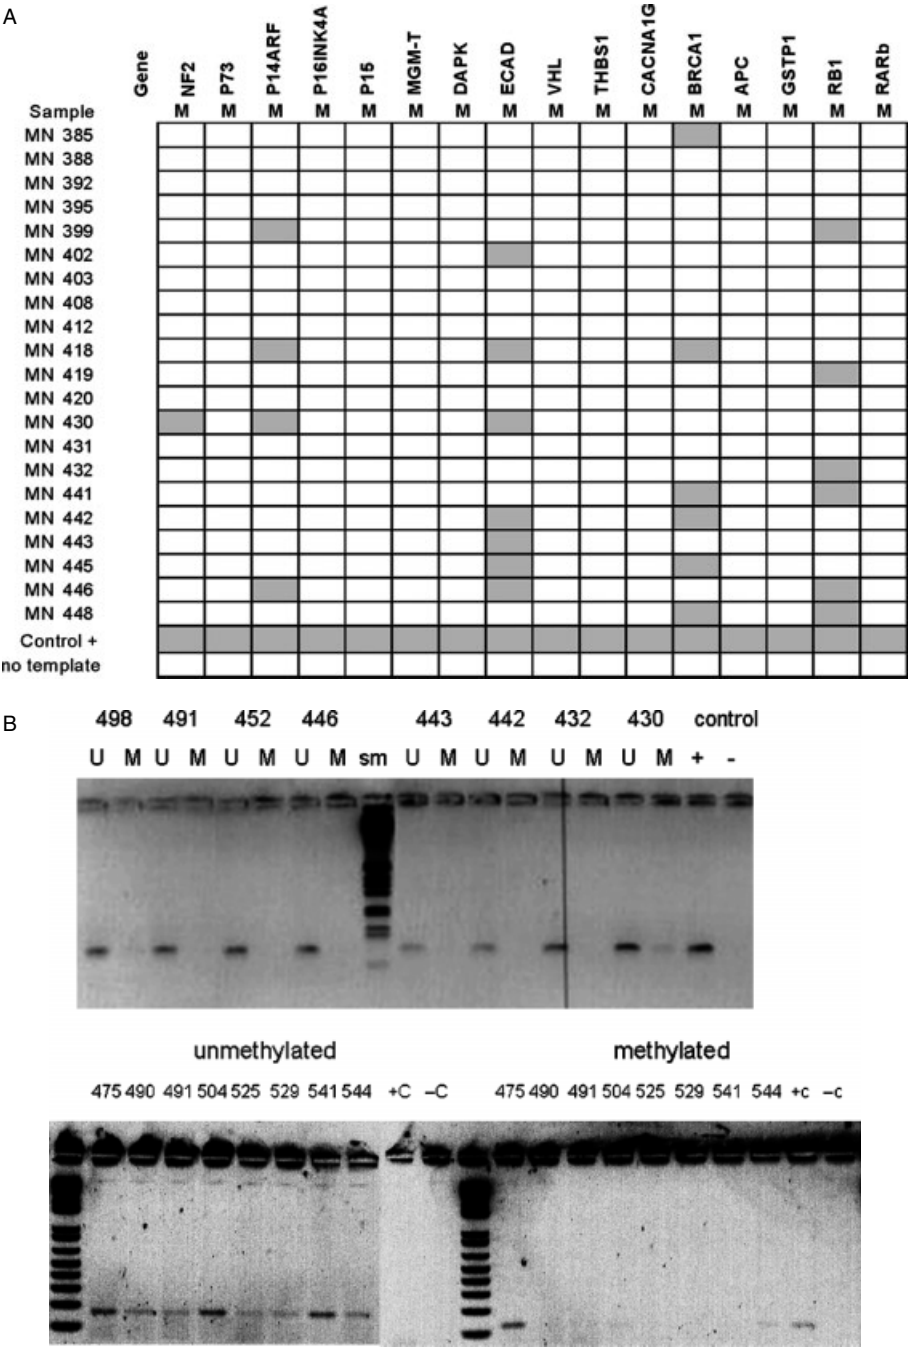 A
Gene NF2 P73 P14ARF P16INK4A P15 MGM-T DAPK ECAD VHL THBS1 CACNA1G BRCA1 APC GSTP1 RB1 RARb
Sample M M M M M M M M M M M M M M M M
MN 385
MN 388
MN 392
MN 395
MN 399
MN 402
MN 403
MN 408
MN 412
MN 418
MN 419
MN 420
MN 430
MN 431
MN 432
MN 441
MN 442
MN 443
MN 445
MN 446
MN 448
Control +
no template
B
498 491 452 446 443 442 432 430 control
U M U M U M U M sm U M U M U M U M + -
unmethylated methylated
475 490 491 504 525 529 541 544 +C –C 475 490 491 504 525 529 541 544 +c –c